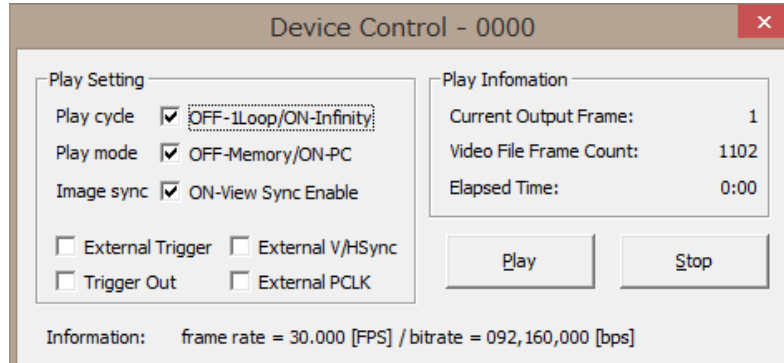 Device Control - 0000
Play Setting
Play cycle OFF-1Loop/ON-Infinity
Play mode OFF-Memory/ON-PC
Image sync ON-View Sync Enable
External Trigger External V/HSync
Trigger Out External PCLK
Play Infomation
Current Output Frame: 1
Video File Frame Count: 1102
Elapsed Time: 0:00
Play Stop
Information: frame rate = 30.000 [FPS] / bitrate = 092,160,000 [bps]